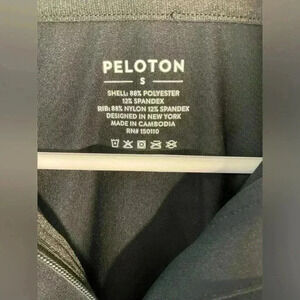 PELOTON
S
SHELL: 88% POLYESTER
12% SPANDEX
RIB: 88% NYLON 12% SPANDEX
DESIGNED IN NEW YORK
MADE IN CAMBODIA
RN# 150110